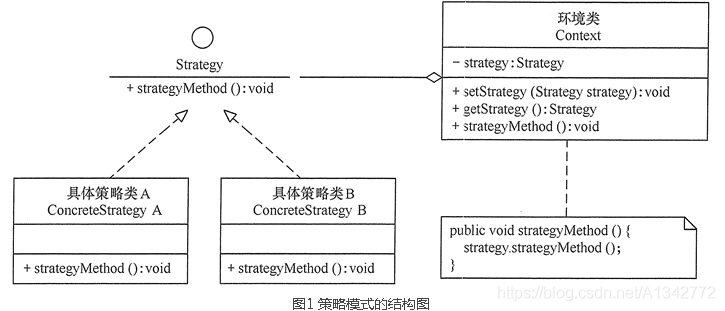 Strategy
+ strategyMethod (): void
环境类
Context
− strategy: Strategy
+ setStrategy (Strategy strategy): void
+ getStrategy (): Strategy
+ strategyMethod (): void
具体策略类A
ConcreteStrategy A
+ strategyMethod (): void
具体策略类B
ConcreteStrategy B
+ strategyMethod (): void
public void strategyMethod () {
strategy.strategyMethod ();
}
图1 策略模式的结构图
https://blog.csdn.net/A1342772